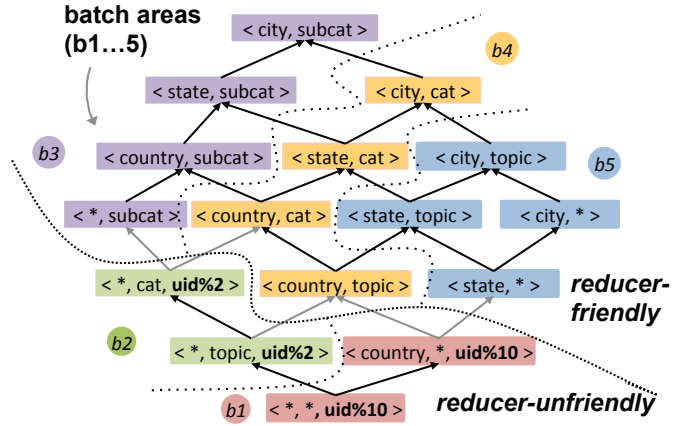 batch areas
(b1...5)
< city, subcat >
b4
< state, subcat >
< city, cat >
b3
< country, subcat >
< state, cat >
< city, topic >
b5
< *, subcat >
< country, cat >
< state, topic >
< city, * >
< *, cat, uid%2 >
< country, topic >
< state, * >
reducer-
friendly
b2
< *, topic, uid%2 >
< country, *, uid%10 >
b1
< *, *, uid%10 >
reducer-unfriendly